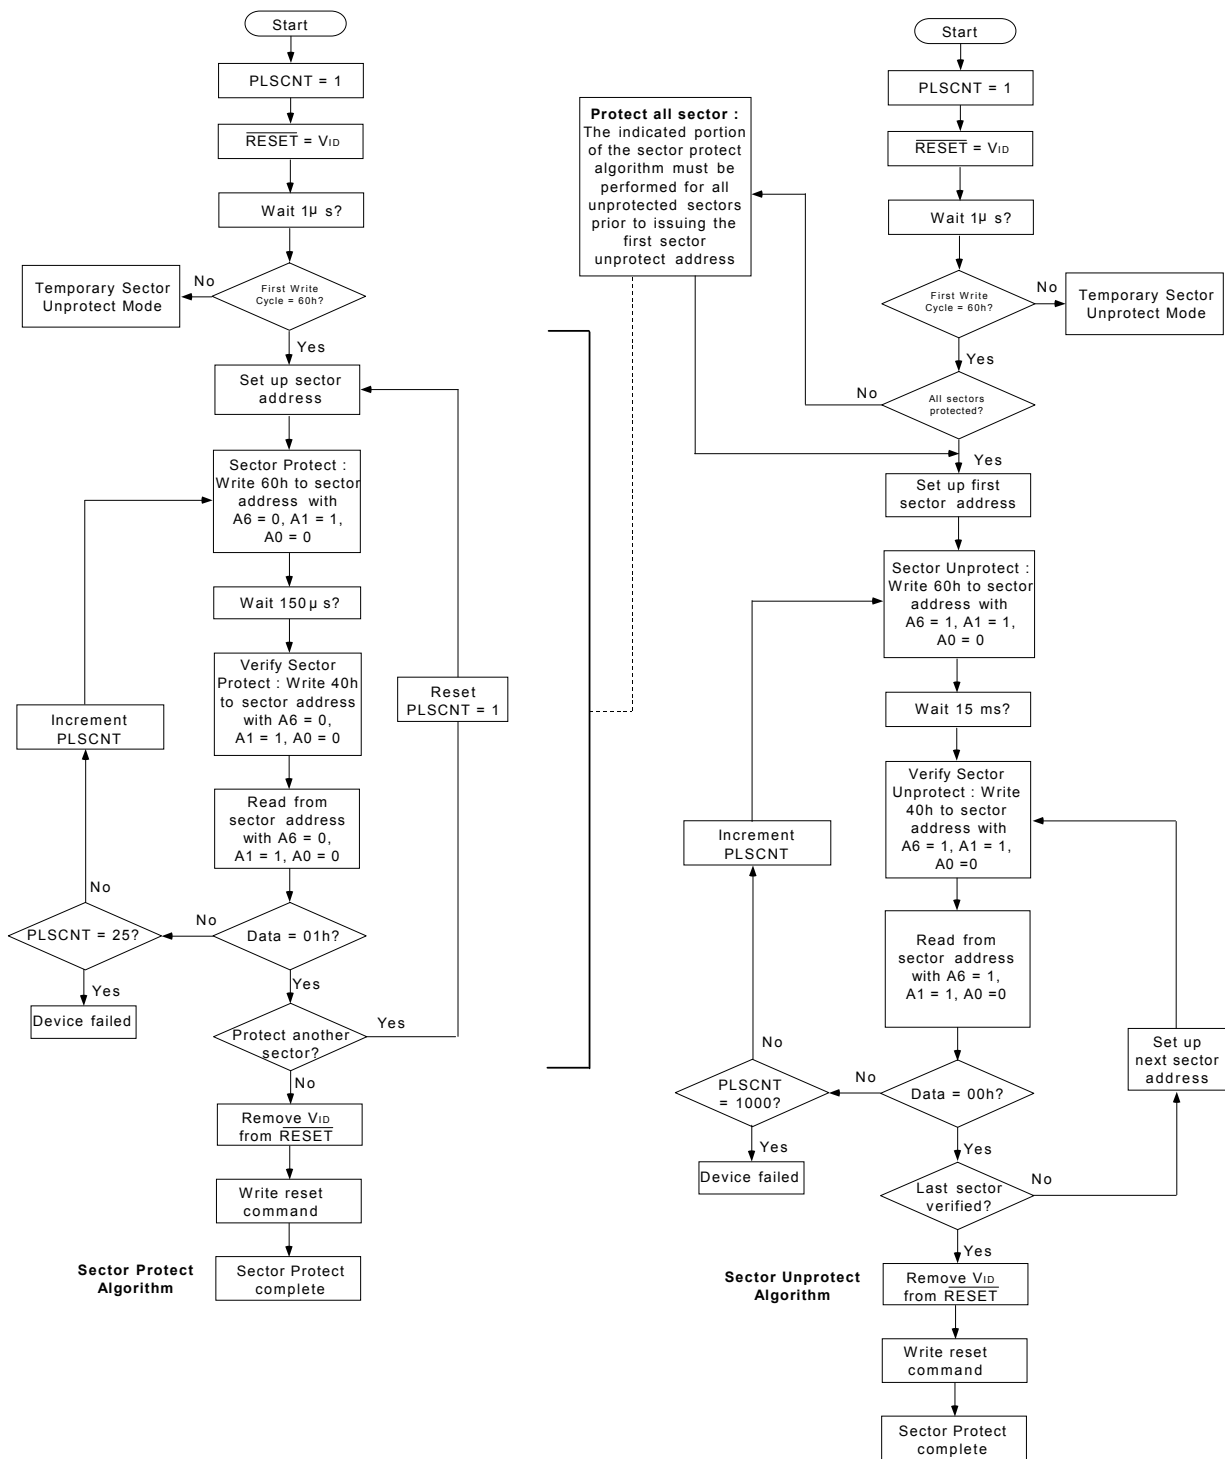 Start
PLSCNT = 1
RESET = VID
Wait 1μ s?
First Write
Cycle = 60h?
No
Temporary Sector
Unprotect Mode
Yes
Set up sector
address
Sector Protect :
Write 60h to sector
address with
A6 = 0, A1 = 1,
A0 = 0
Wait 150μ s?
Verify Sector
Protect : Write 40h
to sector address
with A6 = 0,
A1 = 1, A0 = 0
Reset
PLSCNT = 1
Increment
PLSCNT
Read from
sector address
with A6 = 0,
A1 = 1, A0 = 0
No
PLSCNT = 25?
No
Data = 01h?
Yes
Device failed
Yes
Protect another
sector?
Yes
No
Remove VID
from RESET
Write reset
command
Sector Protect
complete
Sector Protect
Algorithm
Protect all sector :
The indicated portion
of the sector protect
algorithm must be
performed for all
unprotected sectors
prior to issuing the
first sector
unprotect address
Start
PLSCNT = 1
RESET = VID
Wait 1μ s?
First Write
Cycle = 60h?
No
Temporary Sector
Unprotect Mode
Yes
No
All sectors
protected?
Yes
Set up first
sector address
Sector Unprotect :
Write 60h to sector
address with
A6 = 1, A1 = 1,
A0 = 0
Wait 15 ms?
Verify Sector
Unprotect : Write
40h to sector
address with
A6 = 1, A1 = 1,
A0 =0
Increment
PLSCNT
Read from
sector address
with A6 = 1,
A1 = 1, A0 =0
Set up
next sector
address
No
PLSCNT
= 1000?
No
Data = 00h?
Yes
Device failed
Yes
Last sector
verified?
No
Yes
Remove VID
from RESET
Write reset
command
Sector Protect
complete
Sector Unprotect
Algorithm